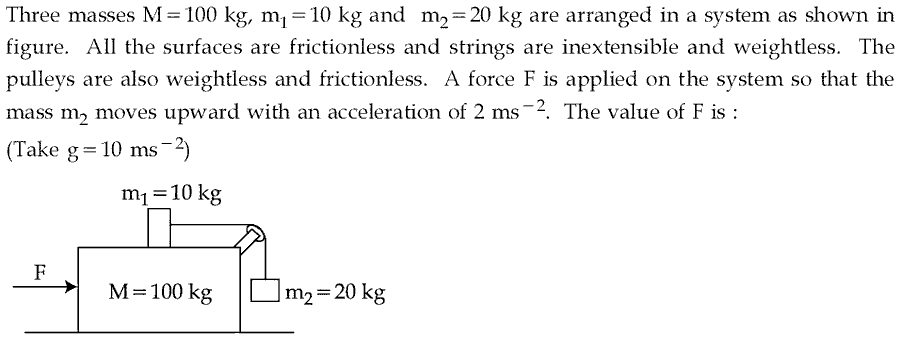 Three masses M=100 kg, m₁=10 kg and m₂=20 kg are arranged in a system as shown in
figure. All the surfaces are frictionless and strings are inextensible and weightless. The
pulleys are also weightless and frictionless. A force F is applied on the system so that the
mass m₂ moves upward with an acceleration of 2 ms⁻². The value of F is :
(Take g=10 ms⁻²)
m₁=10 kg
F
M=100 kg
m₂=20 kg